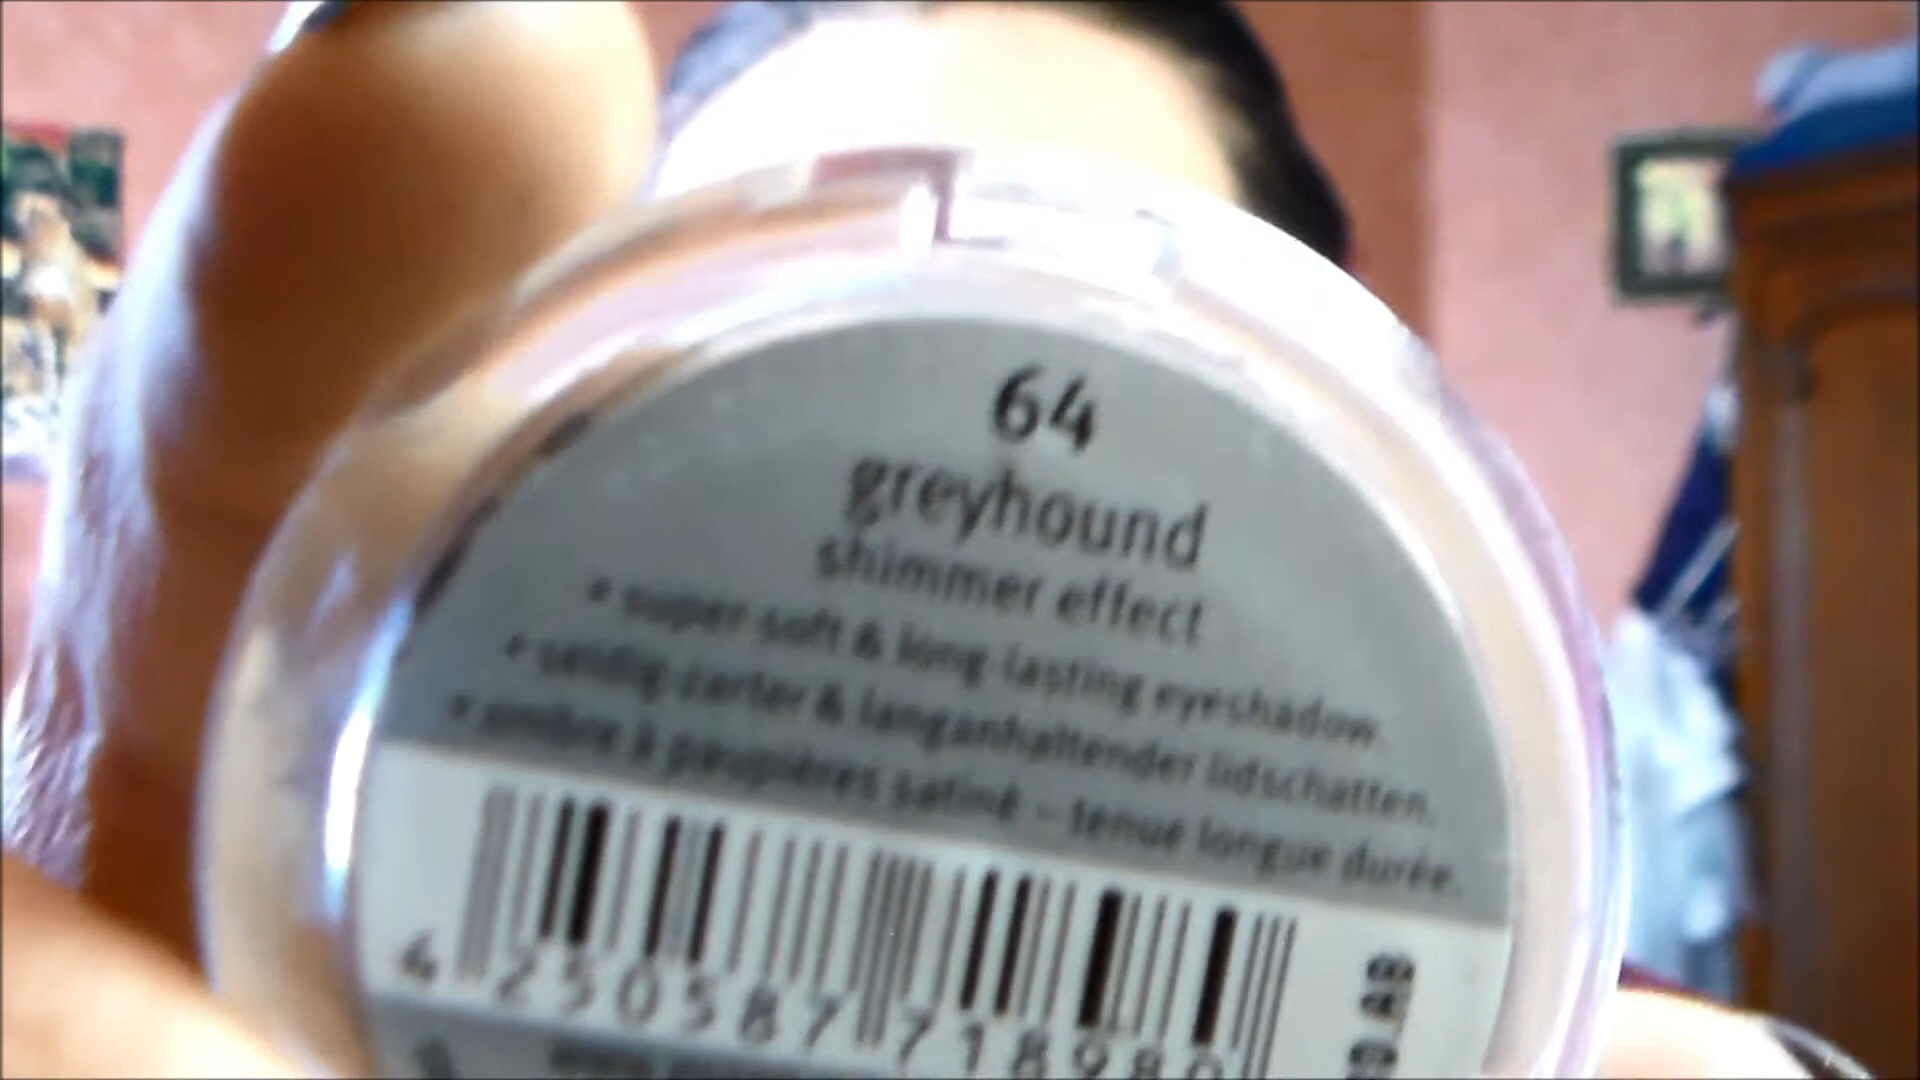 64
greyhound
shimmer effect
• super-soft & long-lasting eyeshadow.
• seidig-zarter & langanhaltender lidschatten.
• ombre à paupières satiné – tenue longue durée.
4 250587 718980